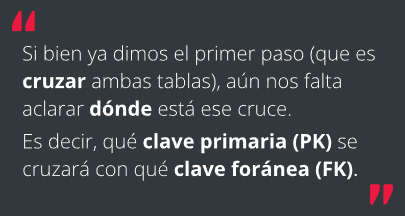 Si bien ya dimos el primer paso (que es
cruzar ambas tablas), aún nos falta
aclarar dónde está ese cruce.
Es decir, qué clave primaria (PK) se
cruzará con qué clave foránea (FK).